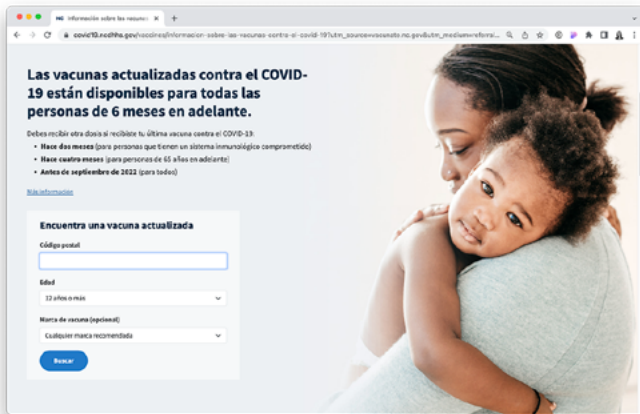 Información sobre las vacunas
covid19.ncdhhs.gov/vaccines/informacion-sobre-las-vacunas-contra-el-covid-19?utm_source=vacunate.nc.gov&utm_medium=referral...
Las vacunas actualizadas contra el COVID-
19 están disponibles para todas las
personas de 6 meses en adelante.
Debes recibir otra dosis si recibiste tu última vacuna contra el COVID-19:
• Hace dos meses (para personas que tienen un sistema inmunológico comprometido)
• Hace cuatro meses (para personas de 65 años en adelante)
• Antes de septiembre de 2022 (para todos)
Más informacion
Encuentra una vacuna actualizada
Código postal
Edad
12 años o más
Marca de vacuna (opcional)
Cualquier marca recomendada
Buscar